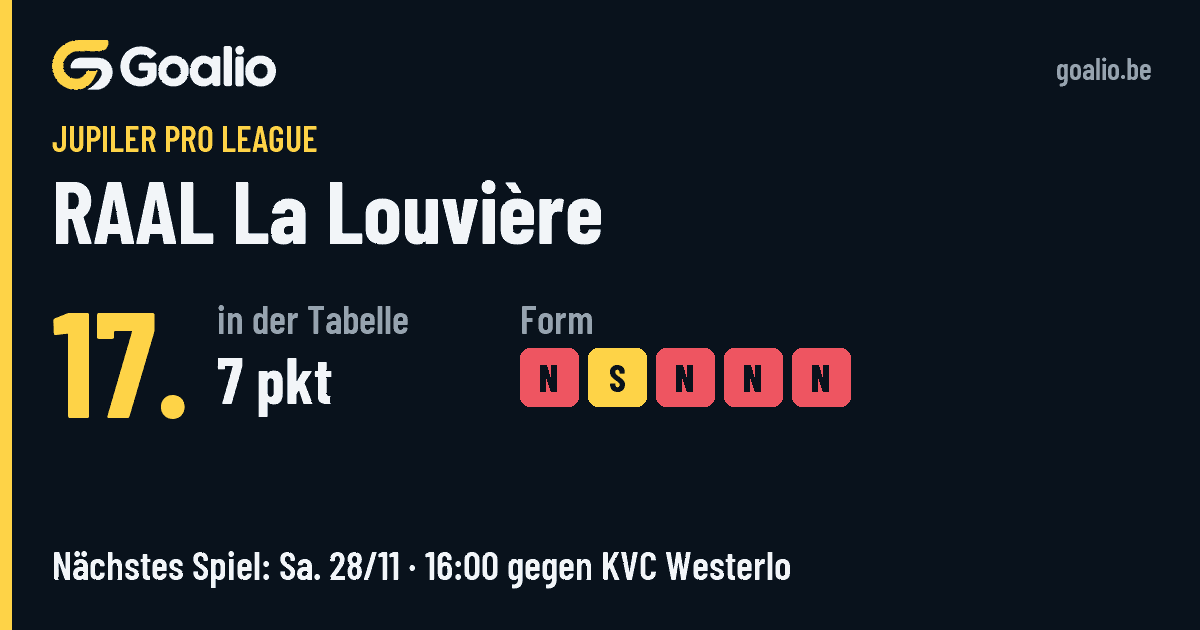 Goalio
goalio.be
JUPILER PRO LEAGUE
RAAL La Louvière
17.
in der Tabelle
7 pkt
Form
N S N N N
Nächstes Spiel: Sa. 28/11 · 16:00 gegen KVC Westerlo